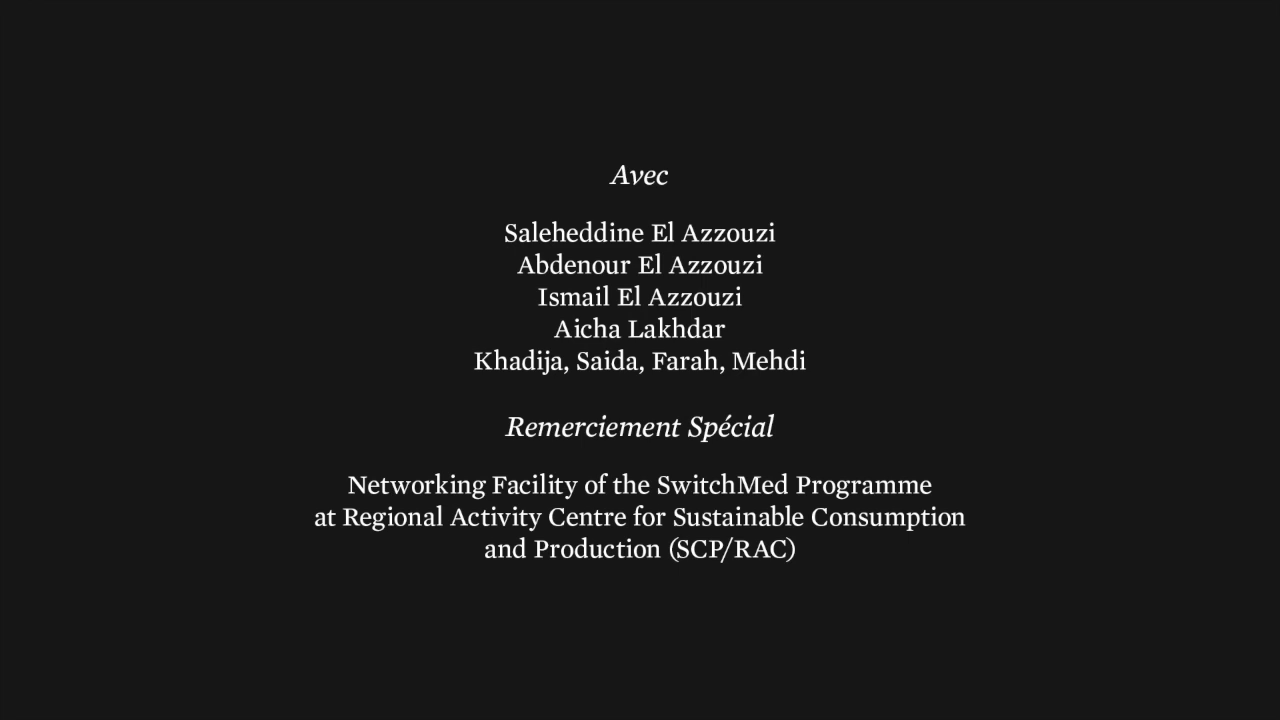 Avec
Saleheddine El Azzouzi
Abdenour El Azzouzi
Ismail El Azzouzi
Aicha Lakhdar
Khadija, Saida, Farah, Mehdi
Remerciement Spécial
Networking Facility of the SwitchMed Programme
at Regional Activity Centre for Sustainable Consumption
and Production (SCP/RAC)